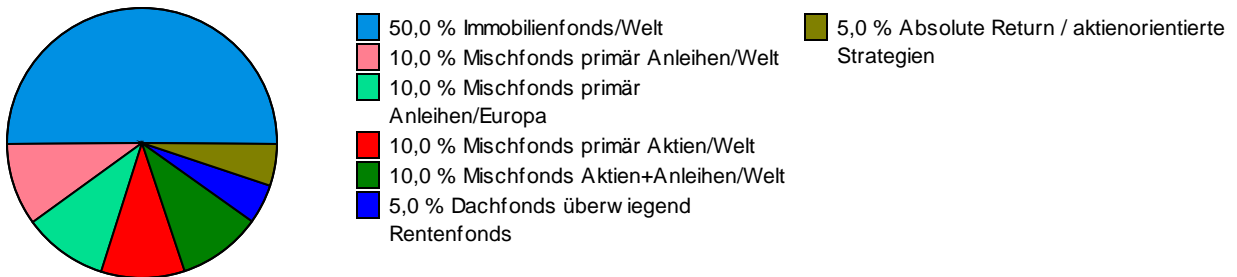 50,0 % Immobilienfonds/Welt
10,0 % Mischfonds primär Anleihen/Welt
10,0 % Mischfonds primär
Anleihen/Europa
10,0 % Mischfonds primär Aktien/Welt
10,0 % Mischfonds Aktien+Anleihen/Welt
5,0 % Dachfonds überwiegend
Rentenfonds
5,0 % Absolute Return / aktienorientierte
Strategien